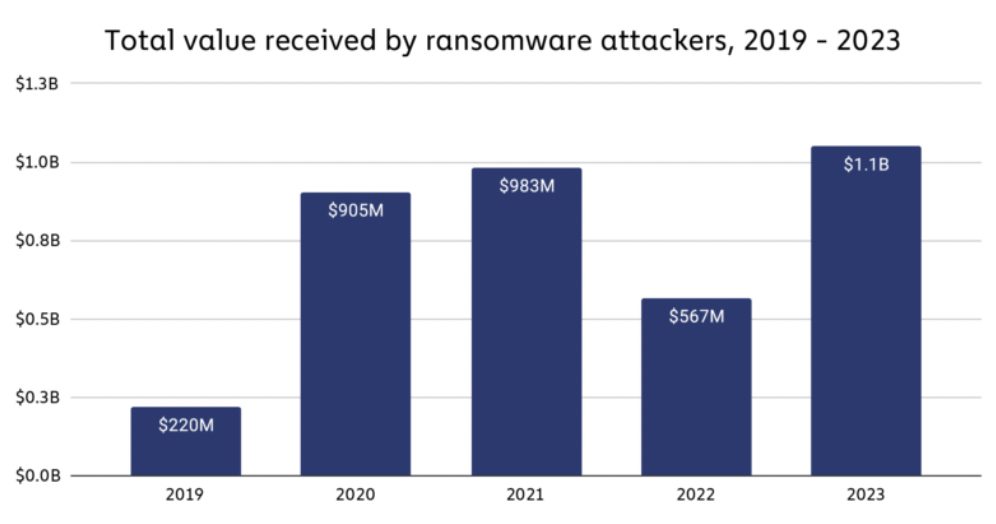 Total value received by ransomware attackers, 2019 - 2023
$1.3B
$1.0B
$0.8B
$0.5B
$0.3B
$0.0B
$220M
$905M
$983M
$567M
$1.1B
2019
2020
2021
2022
2023